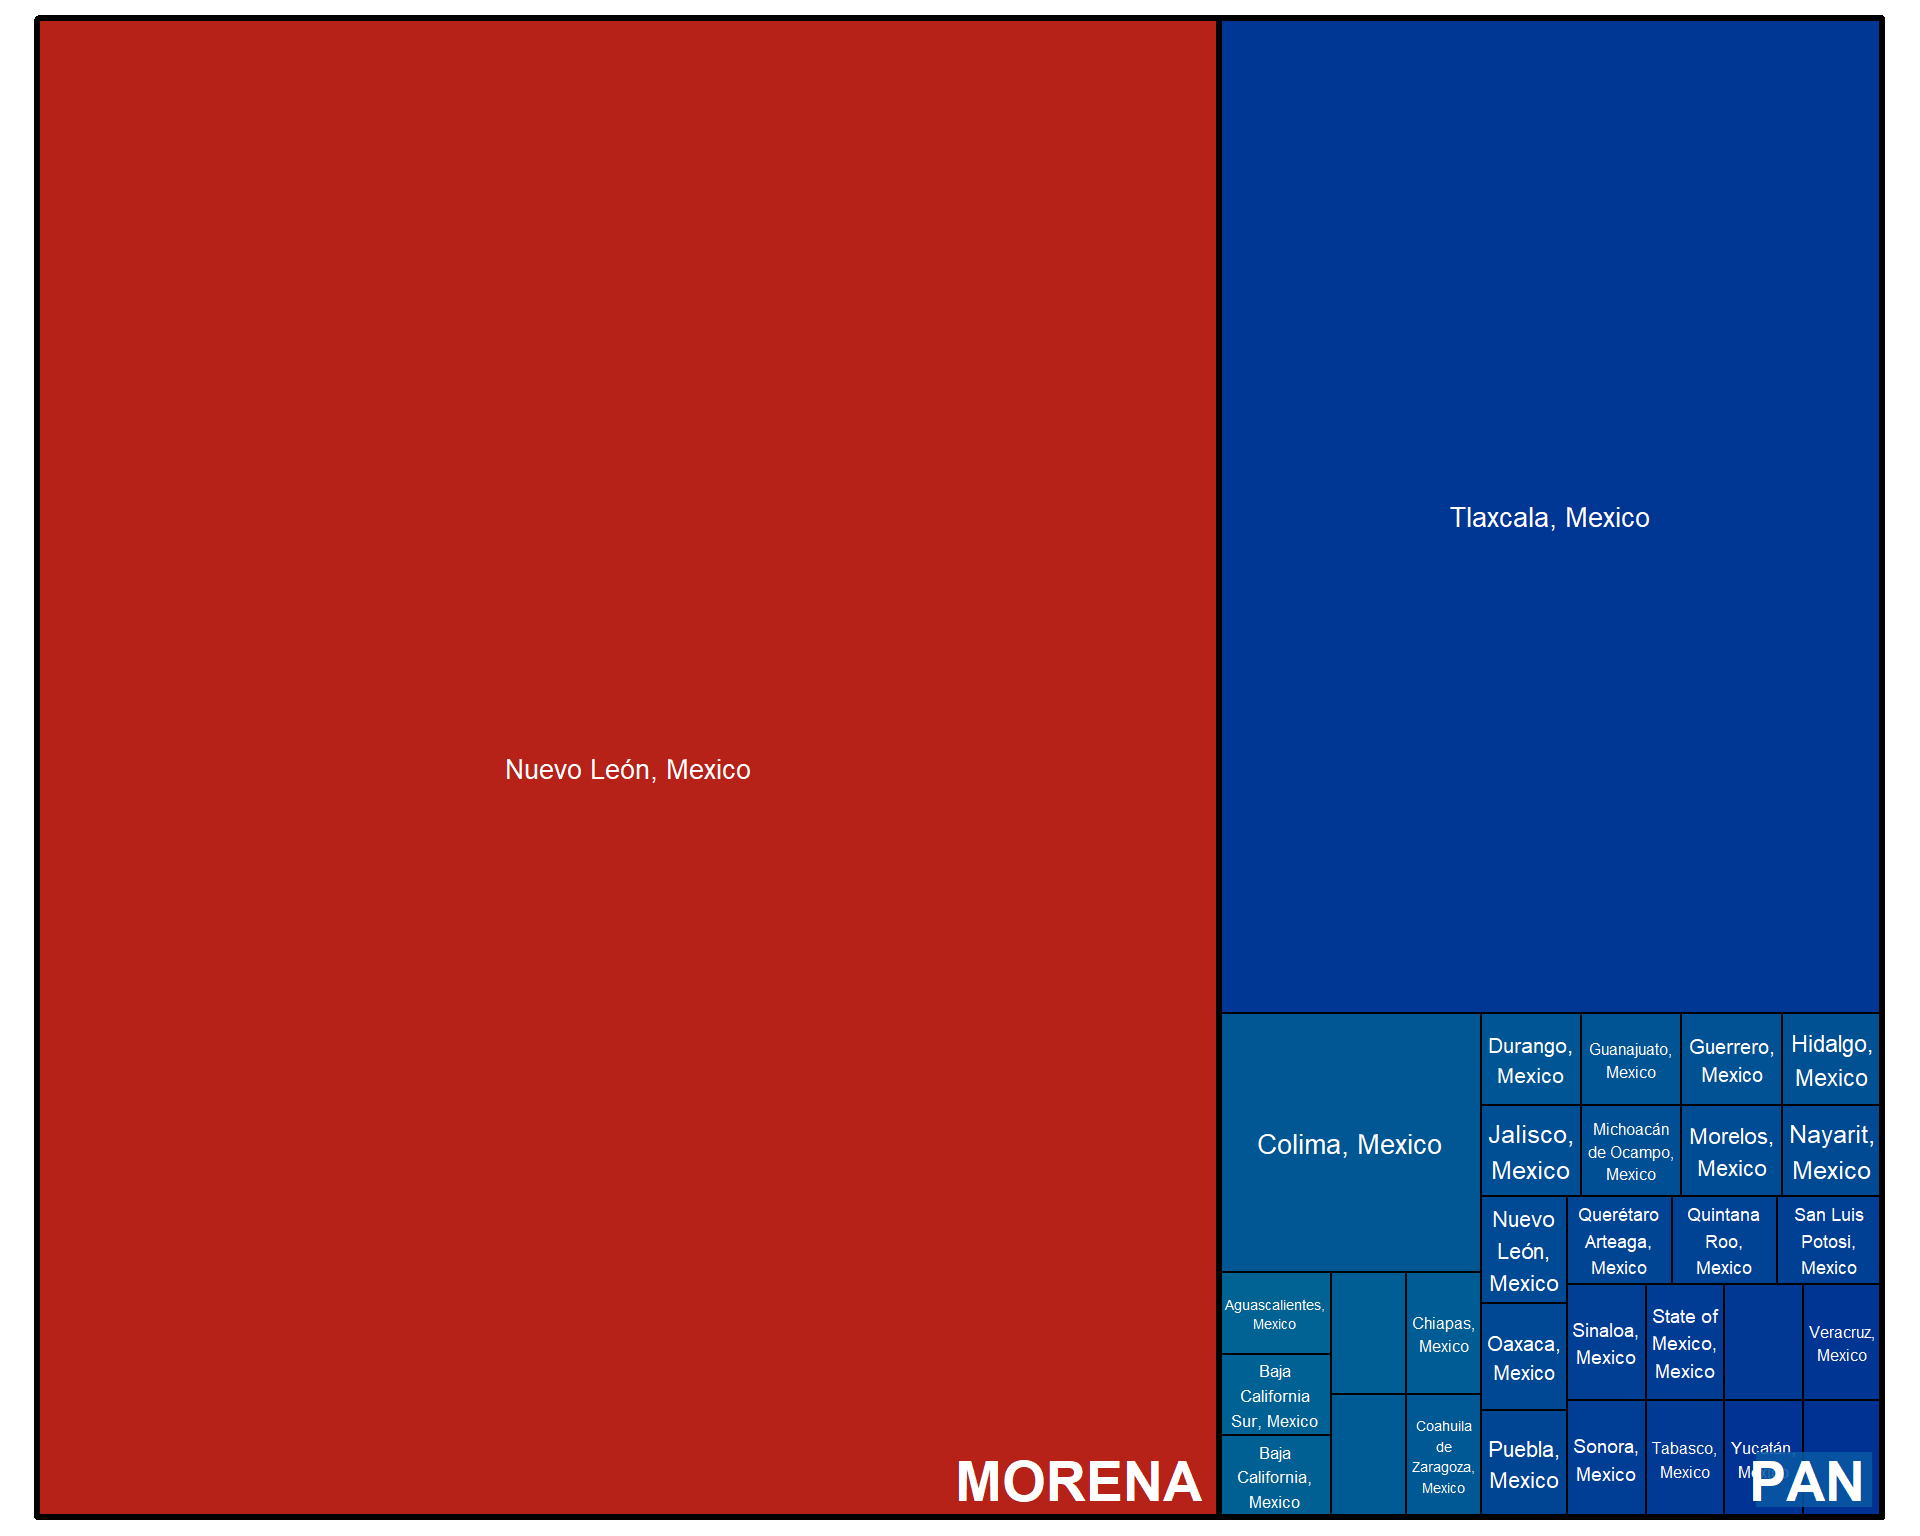 Nuevo León, Mexico
MORENA
Tlaxcala, Mexico
Colima, Mexico
Durango,
Mexico
Guanajuato,
Mexico
Guerrero,
Mexico
Hidalgo,
Mexico
Jalisco,
Mexico
Michoacán
de Ocampo,
Mexico
Morelos,
Mexico
Nayarit,
Mexico
Nuevo
León,
Mexico
Querétaro
Arteaga,
Mexico
Quintana
Roo,
Mexico
San Luis
Potosi,
Mexico
Aguascalientes,
Mexico
Baja
California
Sur, Mexico
Baja
California,
Mexico
Chiapas,
Mexico
Coahuila
de
Zaragoza,
Mexico
Oaxaca,
Mexico
Puebla,
Mexico
Sinaloa,
Mexico
State of
Mexico,
Mexico
Veracruz,
Mexico
Sonora,
Mexico
Tabasco,
Mexico
Yucatán,
PAN